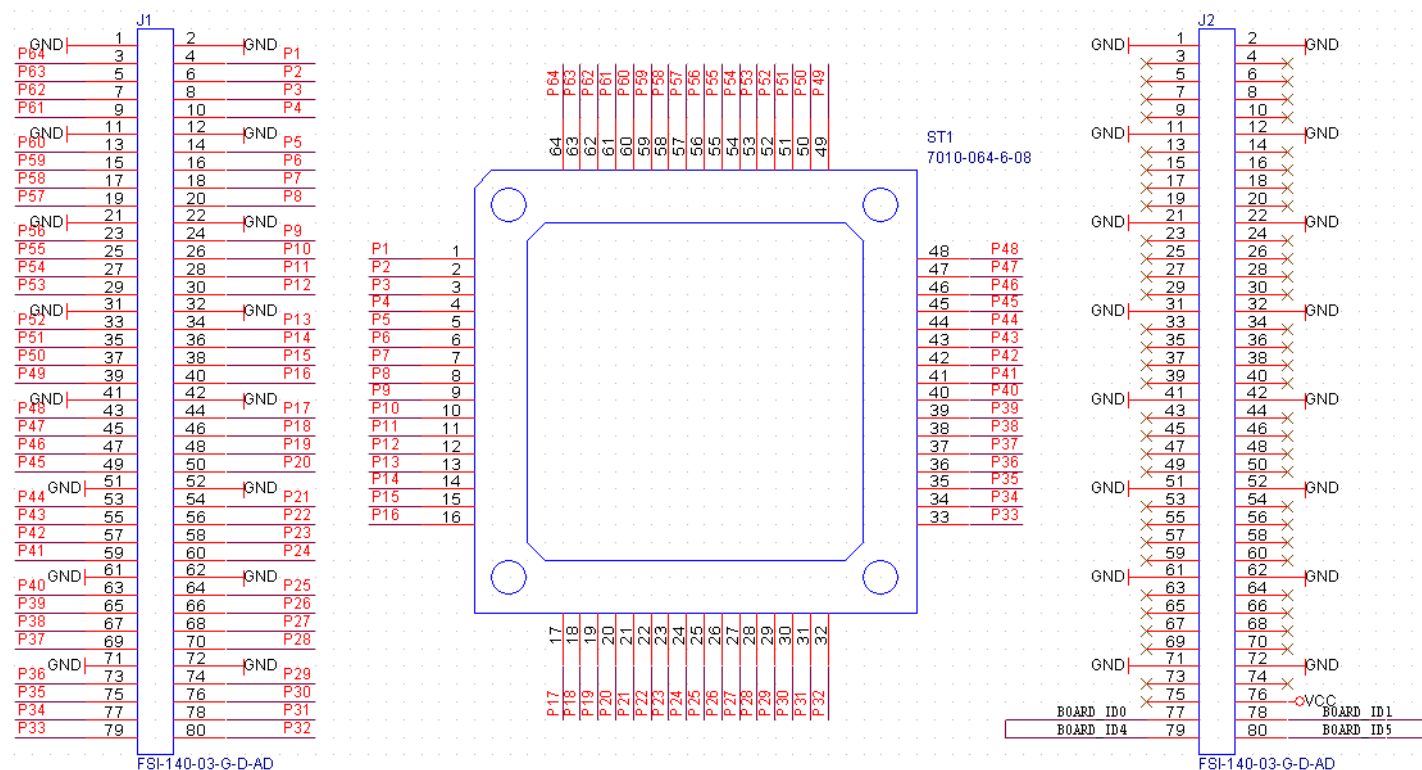 J1
GND 1 2 GND
P64 3 4 P1
P63 5 6 P2
P62 7 8 P3
P61 9 10 P4
GND 11 12 GND
P60 13 14 P5
P59 15 16 P6
P58 17 18 P7
P57 19 20 P8
GND 21 22 GND
P56 23 24 P9
P55 25 26 P10
P54 27 28 P11
P53 29 30 P12
GND 31 32 GND
P52 33 34 P13
P51 35 36 P14
P50 37 38 P15
P49 39 40 P16
GND 41 42 GND
P48 43 44 P17
P47 45 46 P18
P46 47 48 P19
P45 49 50 P20
GND 51 52 GND
P44 53 54 P21
P43 55 56 P22
P42 57 58 P23
P41 59 60 P24
GND 61 62 GND
P40 63 64 P25
P39 65 66 P26
P38 67 68 P27
P37 69 70 P28
GND 71 72 GND
P36 73 74 P29
P35 75 76 P30
P34 77 78 P31
P33 79 80 P32
FSI-140-03-G-D-AD
P64 P63 P62 P61 P60 P59 P58 P57 P56 P55 P54 P53 P52 P51 P50 P49
64 63 62 61 60 59 58 57 56 55 54 53 52 51 50 49
ST1
7010-064-6-08
P1 1 48 P48
P2 2 47 P47
P3 3 46 P46
P4 4 45 P45
P5 5 44 P44
P6 6 43 P43
P7 7 42 P42
P8 8 41 P41
P9 9 40 P40
P10 10 39 P39
P11 11 38 P38
P12 12 37 P37
P13 13 36 P36
P14 14 35 P35
P15 15 34 P34
P16 16 33 P33
17 18 19 20 21 22 23 24 25 26 27 28 29 30 31 32
P17 P18 P19 P20 P21 P22 P23 P24 P25 P26 P27 P28 P29 P30 P31 P32
J2
GND 1 2 GND
3 4
5 6
7 8
9 10
GND 11 12 GND
13 14
15 16
17 18
19 20
GND 21 22 GND
23 24
25 26
27 28
29 30
GND 31 32 GND
33 34
35 36
37 38
39 40
GND 41 42 GND
43 44
45 46
47 48
49 50
GND 51 52 GND
53 54
55 56
57 58
59 60
GND 61 62 GND
63 64
65 66
67 68
69 70
GND 71 72 GND
73 74
75 76 VCC
BOARD ID0 77 78 BOARD ID1
BOARD ID4 79 80 BOARD ID5
FSI-140-03-G-D-AD